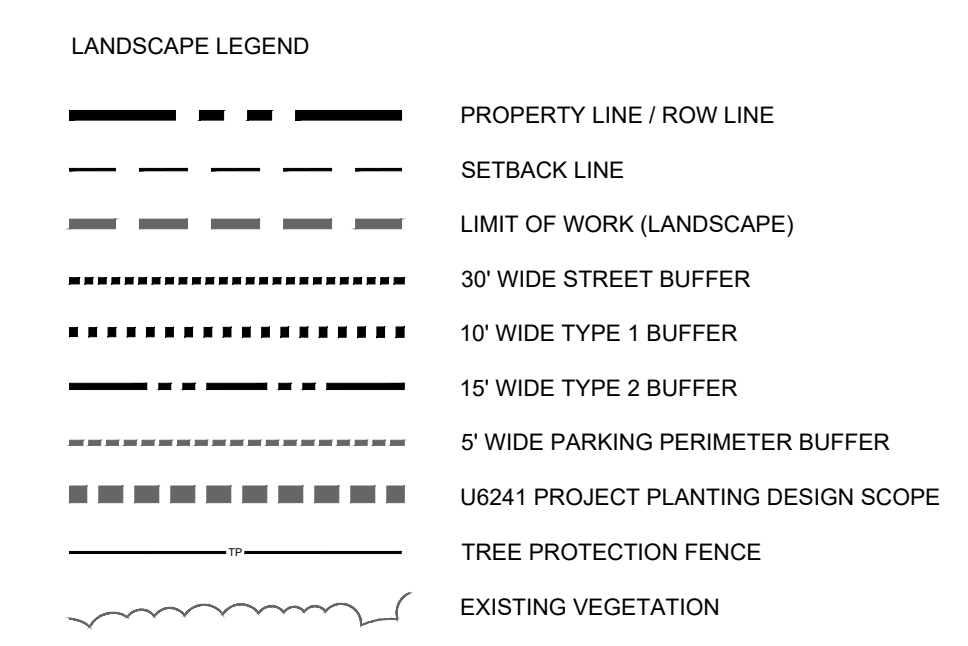 LANDSCAPE LEGEND
PROPERTY LINE / ROW LINE
SETBACK LINE
LIMIT OF WORK (LANDSCAPE)
30' WIDE STREET BUFFER
10' WIDE TYPE 1 BUFFER
15' WIDE TYPE 2 BUFFER
5' WIDE PARKING PERIMETER BUFFER
U6241 PROJECT PLANTING DESIGN SCOPE
TP TREE PROTECTION FENCE
EXISTING VEGETATION